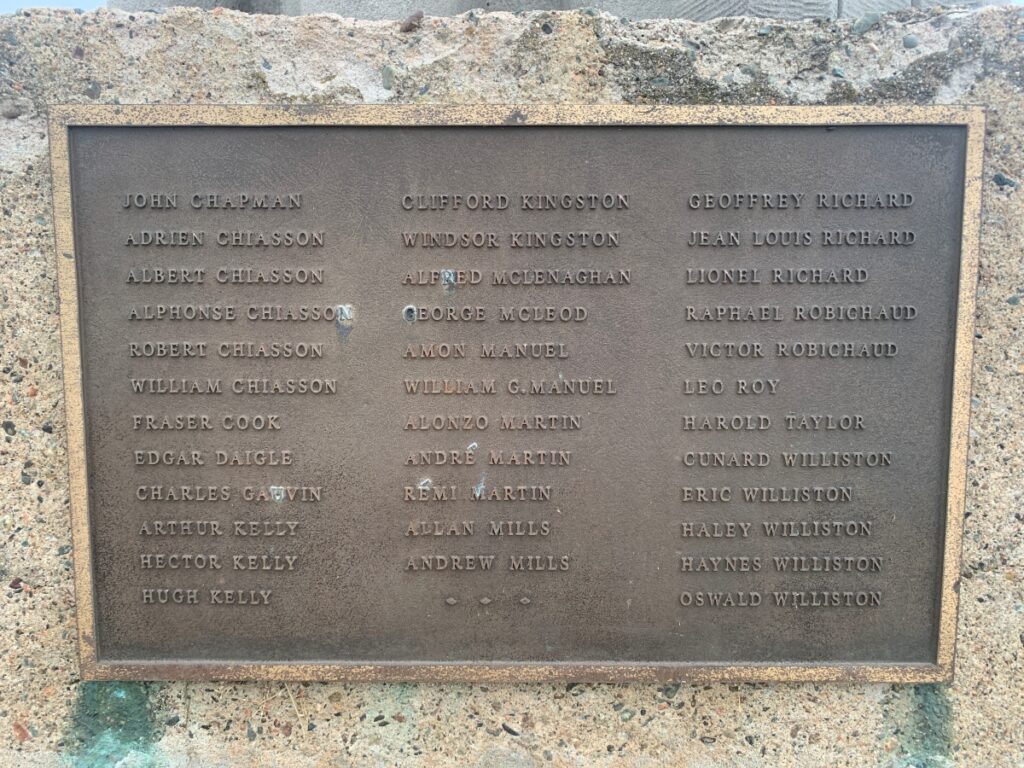 JOHN CHAPMAN
ADRIEN CHIASSON
ALBERT CHIASSON
ALPHONSE CHIASSON
ROBERT CHIASSON
WILLIAM CHIASSON
FRASER COOK
EDGAR DAIGLE
CHARLES GAUVIN
ARTHUR KELLY
HECTOR KELLY
HUGH KELLY
CLIFFORD KINGSTON
WINDSOR KINGSTON
ALFRED MCLENAGHAN
GEORGE MCLEOD
AMON MANUEL
WILLIAM G. MANUEL
ALONZO MARTIN
ANDRÉ MARTIN
RÉMI MARTIN
ALLAN MILLS
ANDREW MILLS
GEOFFREY RICHARD
JEAN LOUIS RICHARD
LIONEL RICHARD
RAPHAEL ROBICHAUD
VICTOR ROBICHAUD
LEO ROY
HAROLD TAYLOR
CUNARD WILLISTON
ERIC WILLISTON
HALEY WILLISTON
HAYNES WILLISTON
OSWALD WILLISTON